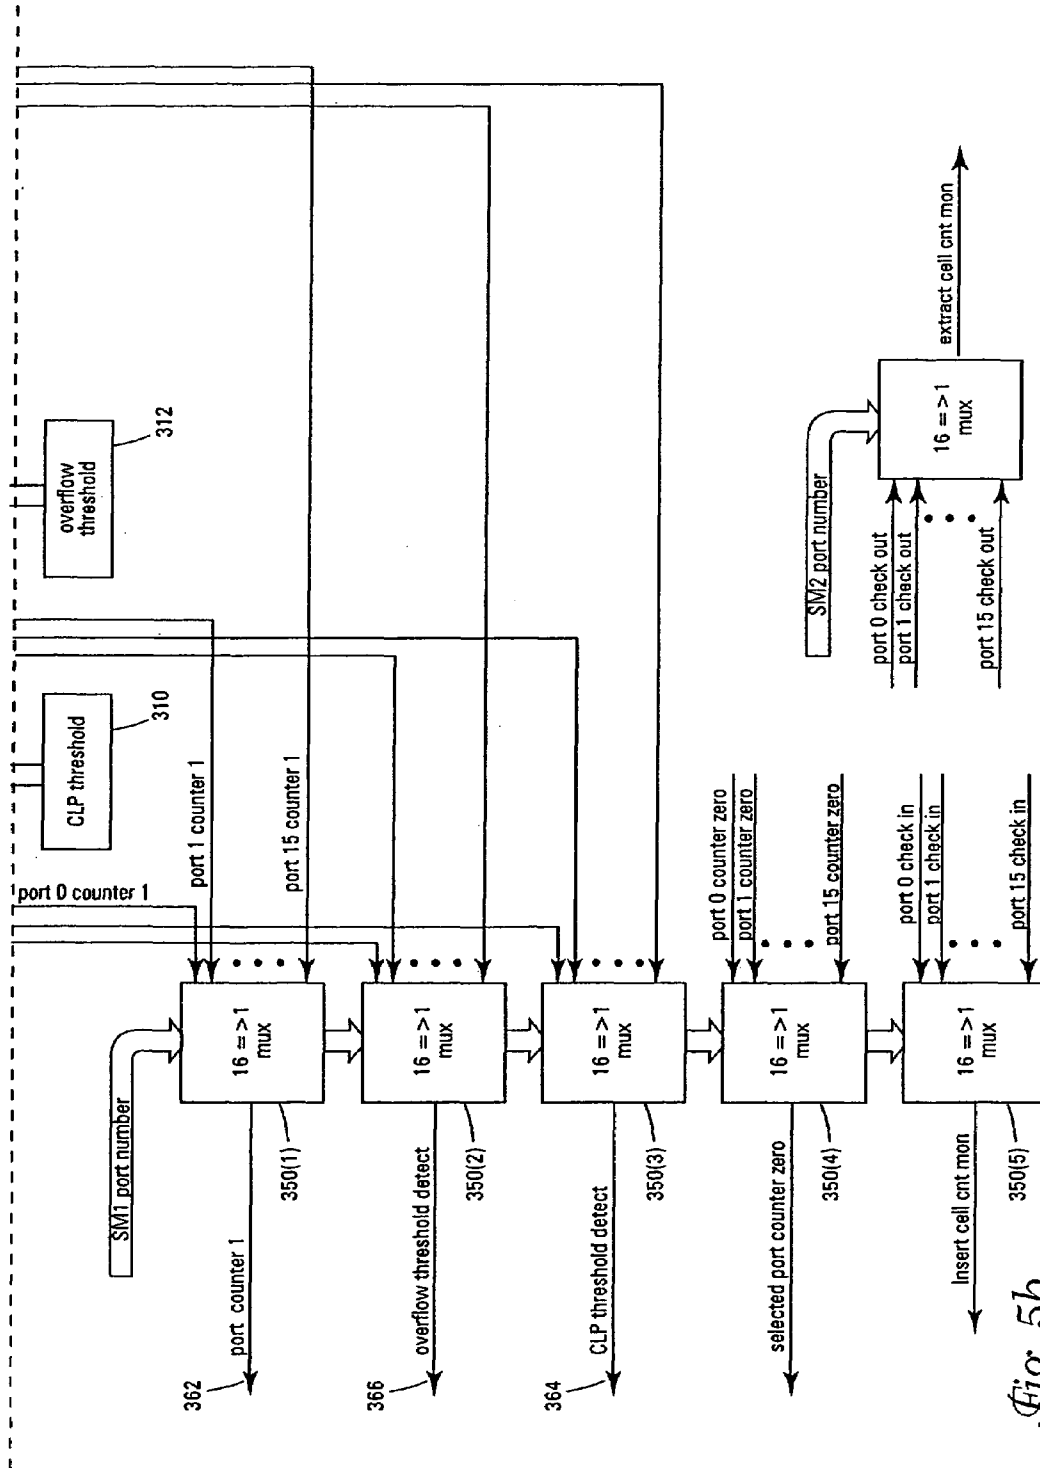 overflow
threshold
312
CLP threshold
310
port 0 counter 1
port 1 counter 1
port 15 counter 1
SM1 port number
16 = >1
mux
350(1)
port counter 1
362
16 = >1
mux
350(2)
overflow threshold detect
366
16 = >1
mux
350(3)
CLP threshold detect
364
port 0 counter zero
port 1 counter zero
port 15 counter zero
16 = >1
mux
350(4)
selected port counter zero
port 0 check in
port 1 check in
port 15 check in
16 = >1
mux
350(5)
Insert cell cnt mon
SM2 port number
port 0 check out
port 1 check out
port 15 check out
16 = >1
mux
extract cell cnt mon
Fig. 5b